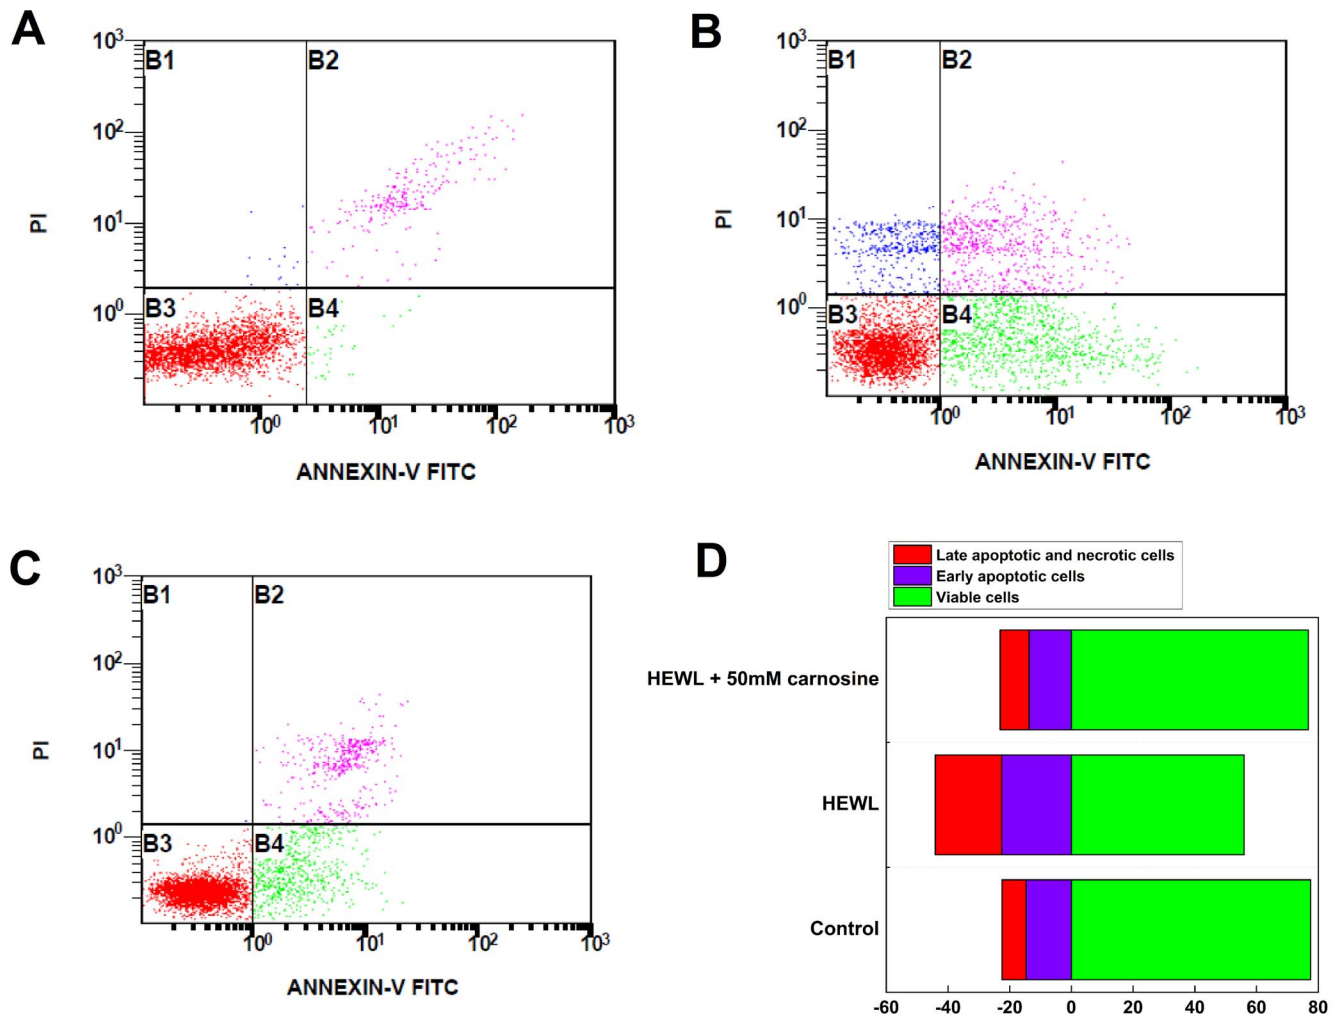 A
10³
B1
B2
10²
PI
10¹
10⁰
B3
B4
10⁰
10¹
10²
10³
ANNEXIN-V FITC
B
10³
B1
B2
10²
PI
10¹
10⁰
B3
B4
10⁰
10¹
10²
10³
ANNEXIN-V FITC
C
10³
B1
B2
10²
PI
10¹
10⁰
B3
B4
10⁰
10¹
10²
10³
ANNEXIN-V FITC
D
Late apoptotic and necrotic cells
Early apoptotic cells
Viable cells
HEWL + 50mM carnosine
HEWL
Control
-60 -40 -20 0 20 40 60 80